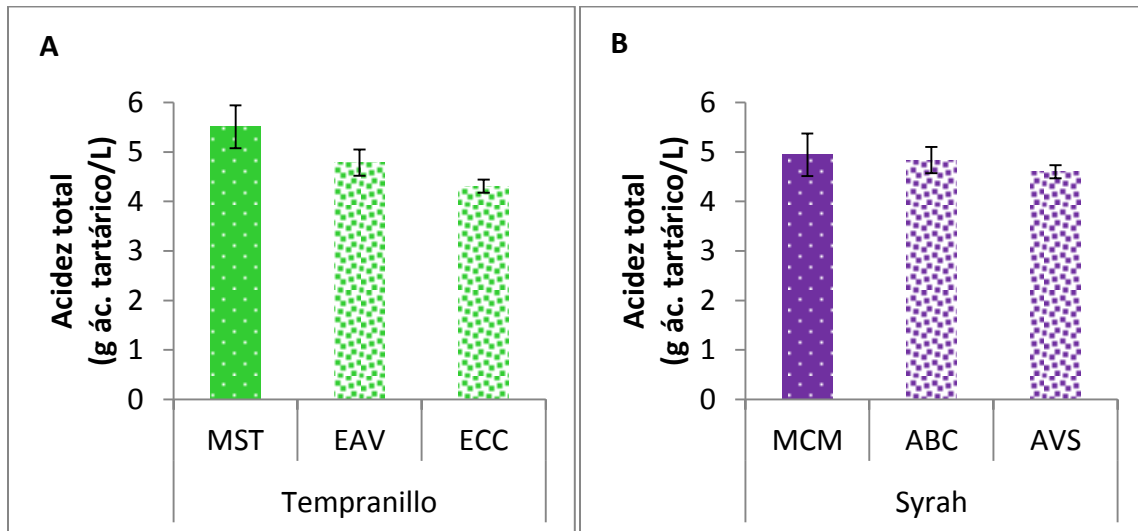 A
Acidez total
(g ác. tartárico/L)
6
5
4
3
2
1
0
MST EAV ECC
Tempranillo
B
Acidez total
(g ác. tartárico/L)
6
5
4
3
2
1
0
MCM ABC AVS
Syrah